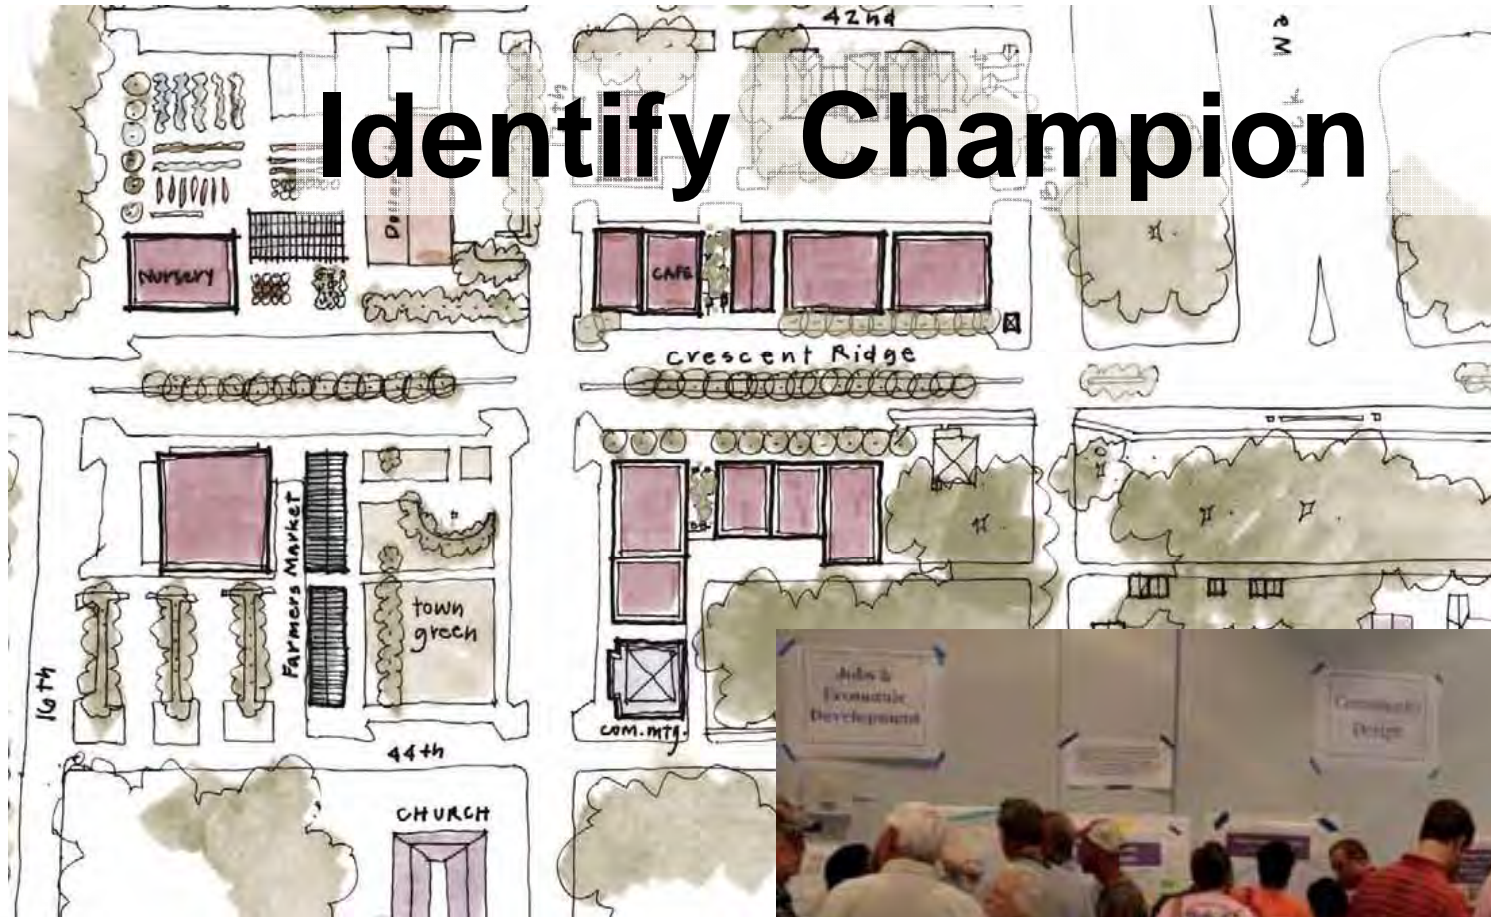 42nd
Identify Champion
Nursery
CAFE
Crescent Ridge
Farmers Market
town
green
16th
com. mtg.
44th
CHURCH
Jobs &
Economic
Development
Community
Design